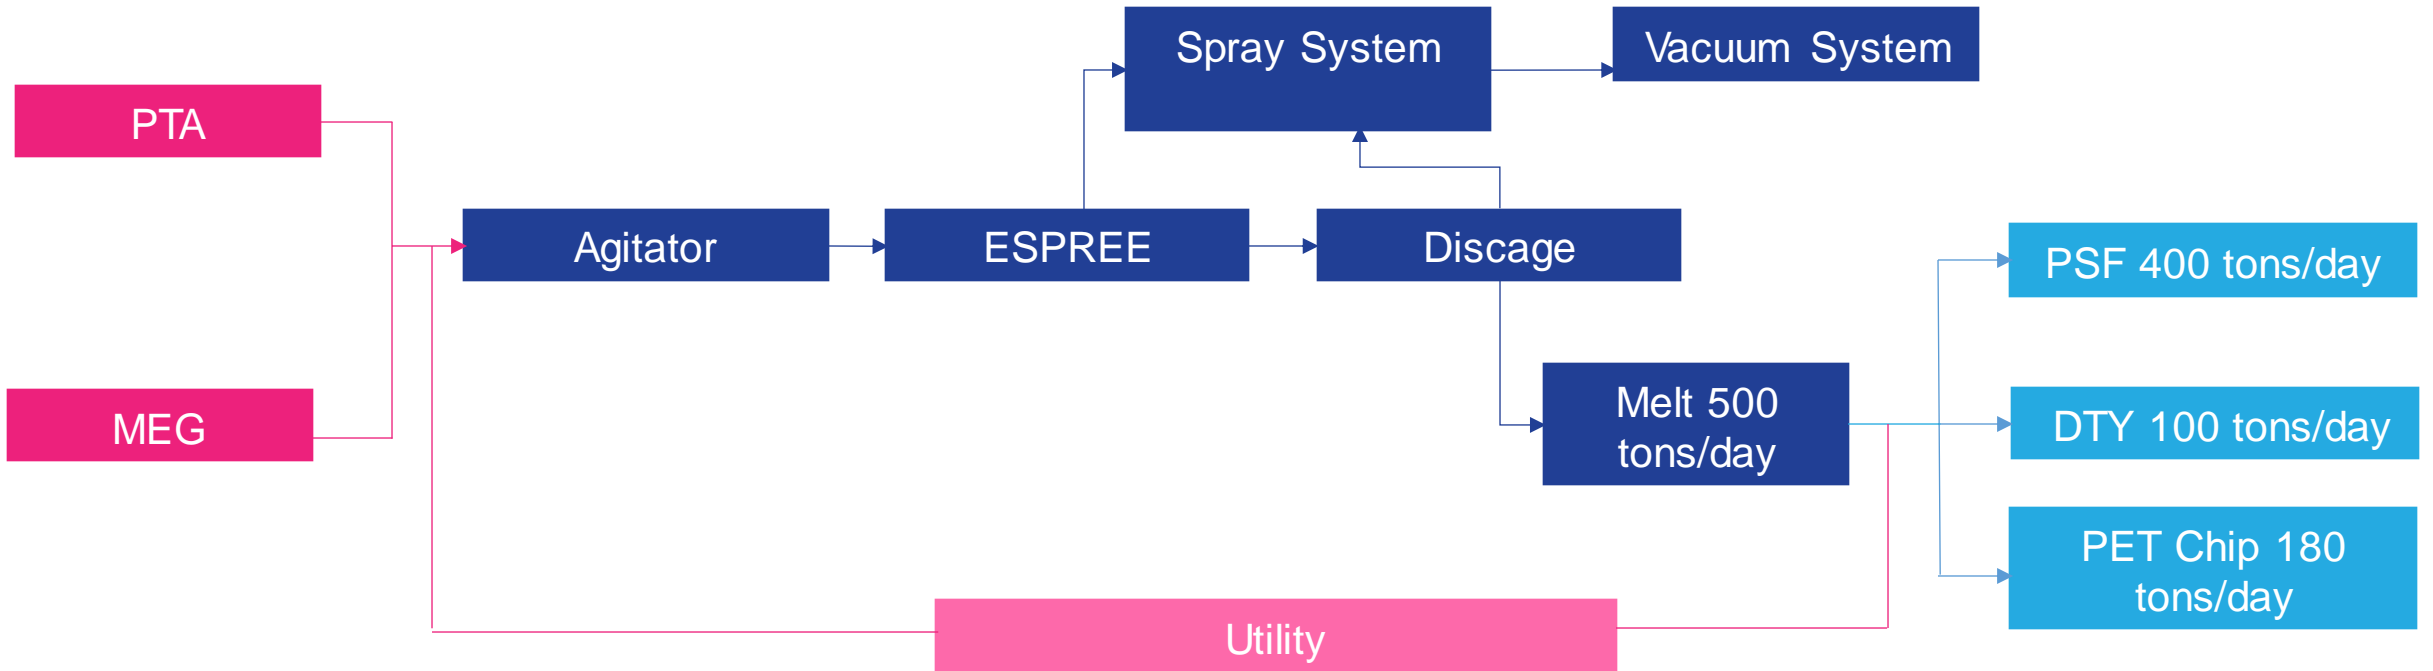 Spray System
Vacuum System
PTA
Agitator
ESPREE
Discage
PSF 400 tons/day
MEG
Melt 500
tons/day
DTY 100 tons/day
PET Chip 180
tons/day
Utility